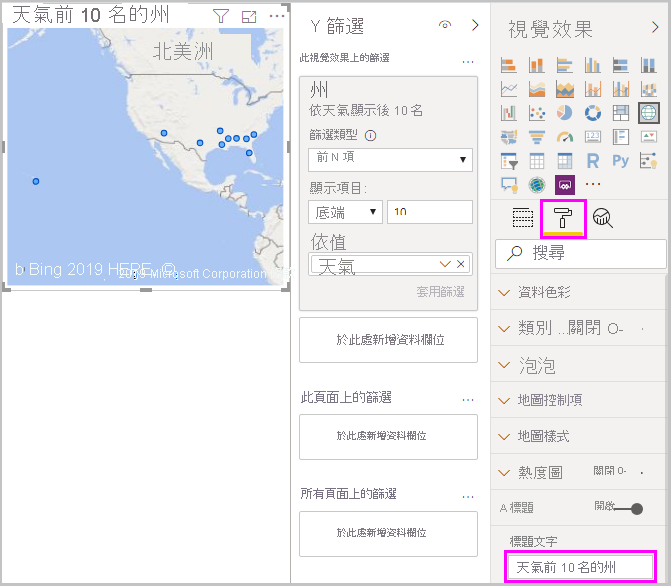 天氣前 10 名的州
北美洲
b Bing 2019 HERE, ©
2019 Microsoft Corporation
Y 篩選
此視覺效果上的篩選
州
依天氣顯示後 10 名
篩選類型
前 N 項
顯示項目:
底端
10
依值
天氣
套用篩選
於此處新增資料欄位
此頁面上的篩選
於此處新增資料欄位
所有頁面上的篩選
於此處新增資料欄位
視覺效果
123
R
Py
搜尋
資料色彩
類別 ...關閉 O-
泡泡
地圖控制項
地圖樣式
熱度圖 關閉 O-
A 標題 開啟
標題文字
天氣前 10 名的州